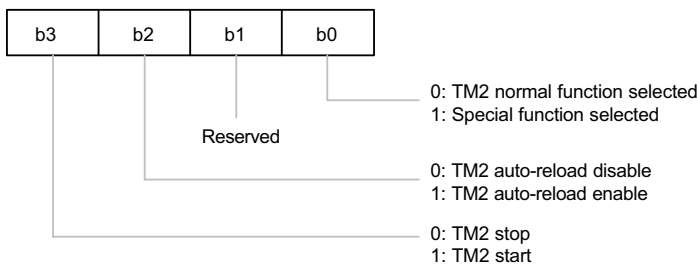 b3 b2 b1 b0
0: TM2 normal function selected
1: Special function selected
Reserved
0: TM2 auto-reload disable
1: TM2 auto-reload enable
0: TM2 stop
1: TM2 start